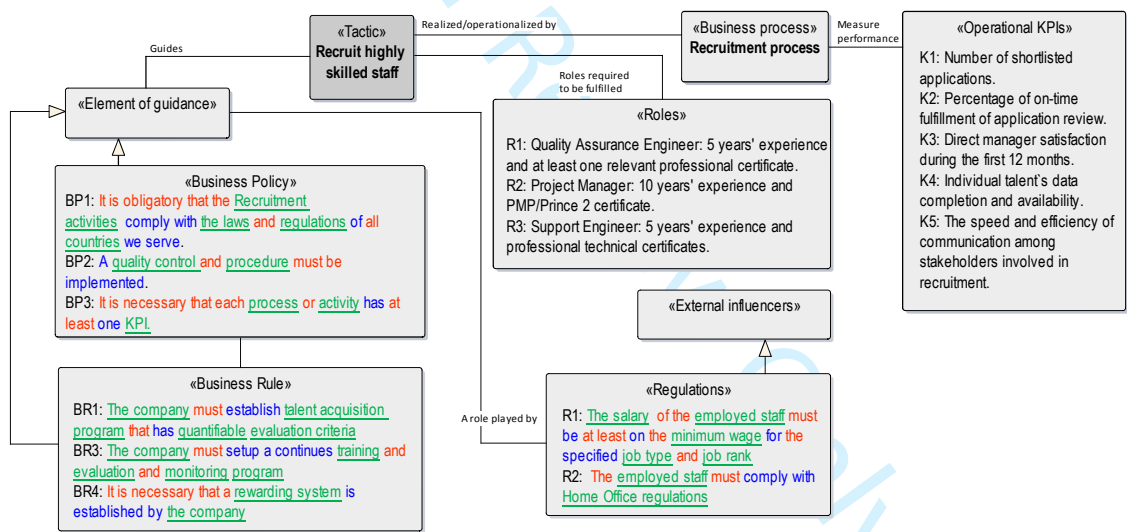 «Tactic»
Recruit highly
skilled staff
Realized/operationalized by
«Business process»
Recruitment process
Measure
performance
«Operational KPIs»
K1: Number of shortlisted
applications.
K2: Percentage of on-time
fulfillment of application review.
K3: Direct manager satisfaction
during the first 12 months.
K4: Individual talent`s data
completion and availability.
K5: The speed and efficiency of
communication among
stakeholders involved in
recruitment.
Guides
Roles required
to be fulfilled
«Element of guidance»
«Roles»
R1: Quality Assurance Engineer: 5 years' experience
and at least one relevant professional certificate.
R2: Project Manager: 10 years' experience and
PMP/Prince 2 certificate.
R3: Support Engineer: 5 years' experience and
professional technical certificates.
«Business Policy»
BP1: It is obligatory that the Recruitment
activities comply with the laws and regulations of all
countries we serve.
BP2: A quality control and procedure must be
implemented.
BP3: It is necessary that each process or activity has at
least one KPI.
«External influencers»
«Business Rule»
BR1: The company must establish talent acquisition
program that has quantifiable evaluation criteria
BR3: The company must setup a continues training and
evaluation and monitoring program
BR4: It is necessary that a rewarding system is
established by the company
A role played by
«Regulations»
R1: The salary of the employed staff must
be at least on the minimum wage for the
specified job type and job rank
R2: The employed staff must comply with
Home Office regulations